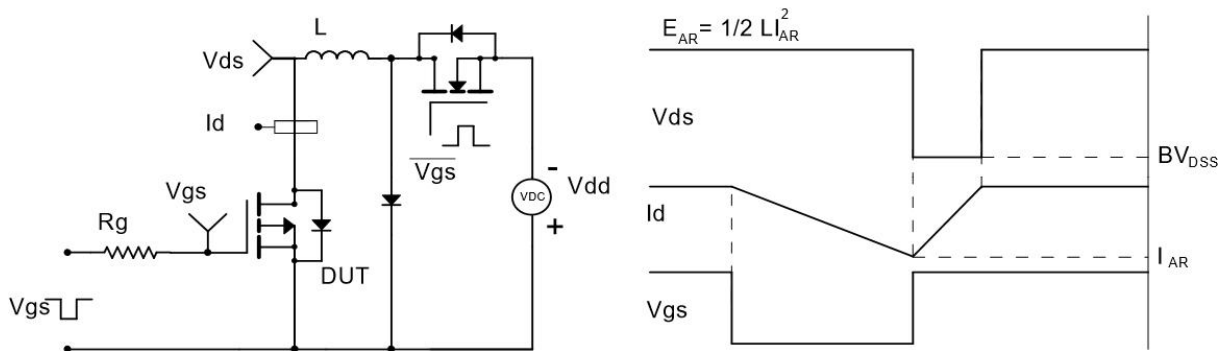 L
Vds
Id
Vgs
Rg
DUT
Vgs
Vgs
VDC
-
+
Vdd
E_AR = 1/2 LI_AR^2
Vds
BV_DSS
Id
I_AR
Vgs